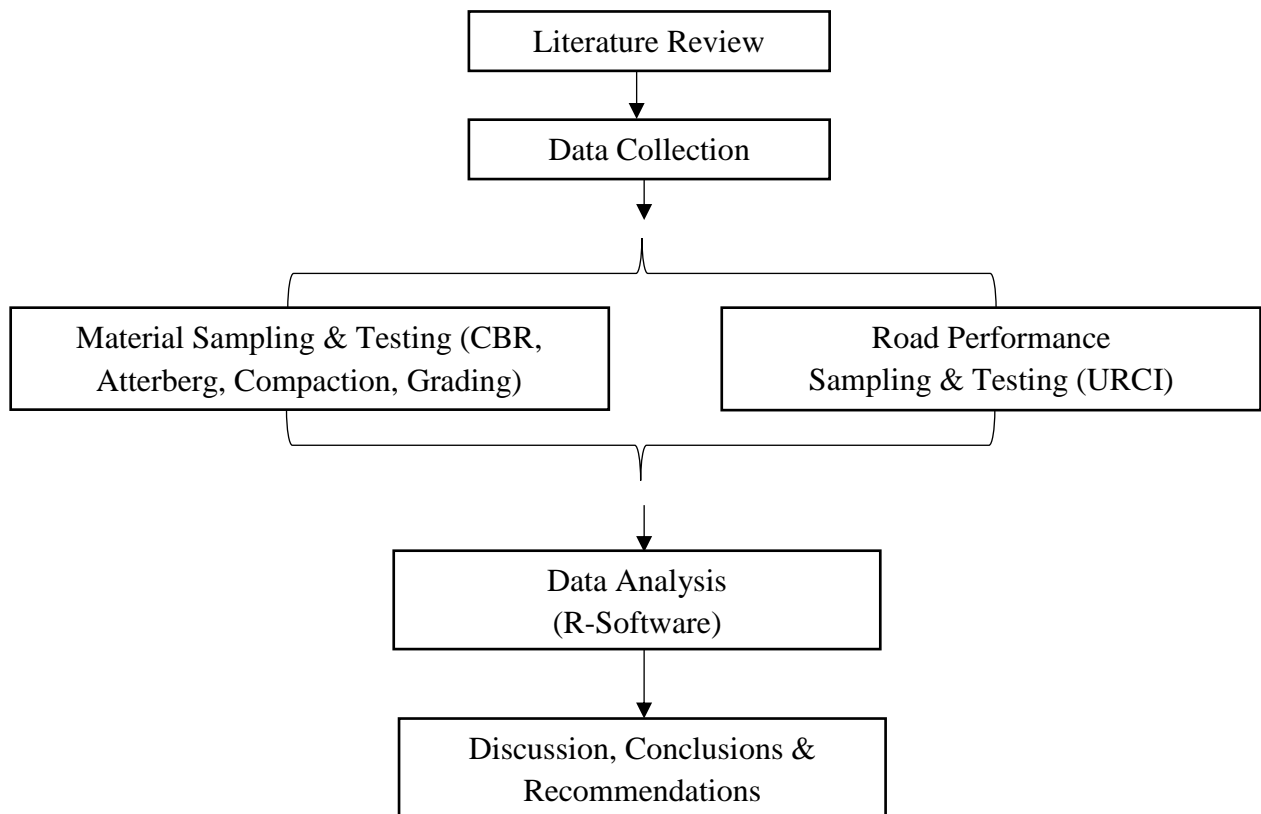 Literature Review
Data Collection
Material Sampling & Testing (CBR,
Atterberg, Compaction, Grading)
Road Performance
Sampling & Testing (URCI)
Data Analysis
(R-Software)
Discussion, Conclusions &
Recommendations